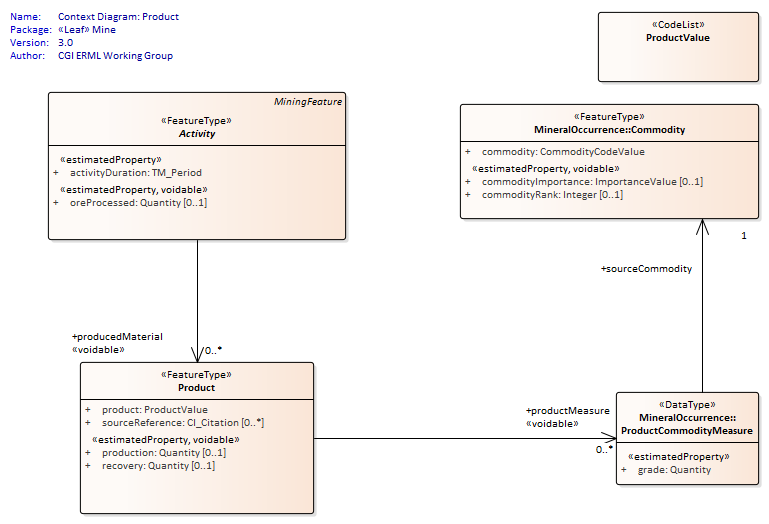 Name: Context Diagram: Product
Package: «Leaf» Mine
Version: 3.0
Author: CGI ERML Working Group
«CodeList»
ProductValue
MiningFeature
«FeatureType»
Activity
«estimatedProperty»
+ activityDuration: TM_Period
«estimatedProperty, voidable»
+ oreProcessed: Quantity [0..1]
«FeatureType»
MineralOccurrence::Commodity
+ commodity: CommodityCodeValue
«estimatedProperty, voidable»
+ commodityImportance: ImportanceValue [0..1]
+ commodityRank: Integer [0..1]
1
+sourceCommodity
+producedMaterial
«voidable»
0..*
«FeatureType»
Product
+ product: ProductValue
+ sourceReference: CI_Citation [0..*]
«estimatedProperty, voidable»
+ production: Quantity [0..1]
+ recovery: Quantity [0..1]
+productMeasure
«voidable»
0..*
«DataType»
MineralOccurrence::
ProductCommodityMeasure
«estimatedProperty»
+ grade: Quantity